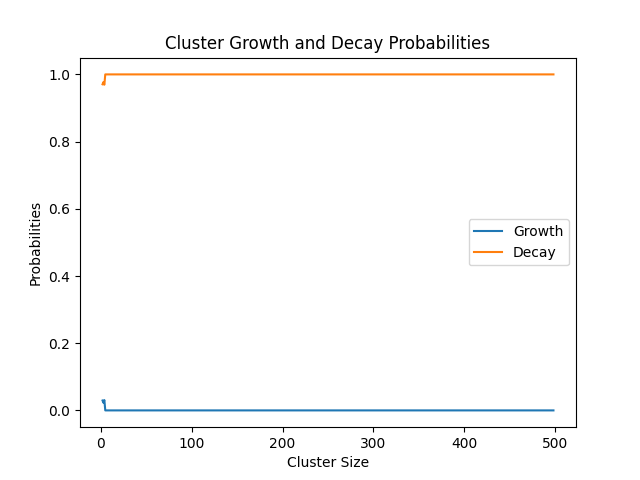 Cluster Growth and Decay Probabilities
1.0
0.8
0.6
0.4
0.2
0.0
Probabilities
Growth
Decay
0
100
200
300
400
500
Cluster Size